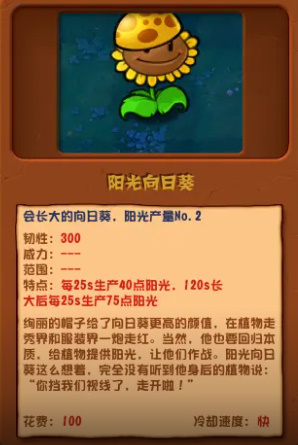 阳光向日葵
会长大的向日葵，阳光产量No.2
韧性：300
威力：---
范围：---
特点：每25s生产40点阳光，120s长
大后每25s生产75点阳光
绚丽的帽子给了向日葵更高的颜值，在植物走
秀界和服装界一炮走红。当然，他也要回归本
质，给植物提供阳光，让他们作战。阳光向日
葵这么想着，完全没有听到他身后的植物说：
“你挡我们视线了，走开啦！”
花费：100 冷却速度：快